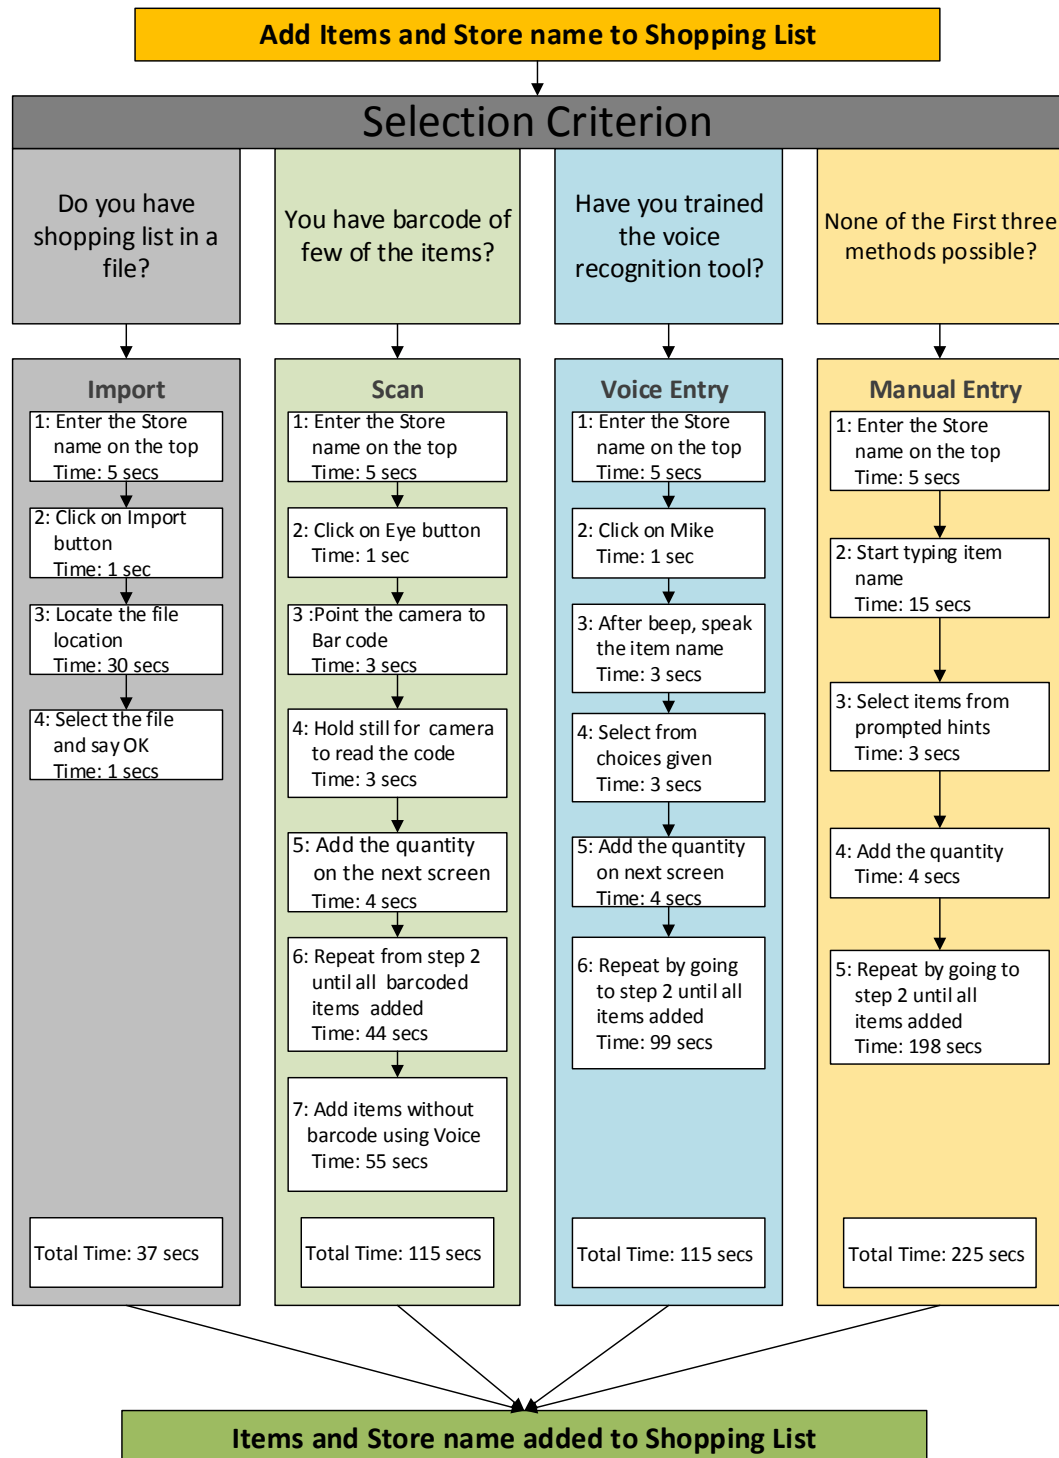 Add Items and Store name to Shopping List
Selection Criterion
Do you have
shopping list in a
file?
You have barcode of
few of the items?
Have you trained
the voice
recognition tool?
None of the First three
methods possible?
Import
1: Enter the Store
name on the top
Time: 5 secs
2: Click on Import
button
Time: 1 sec
3: Locate the file
location
Time: 30 secs
4: Select the file
and say OK
Time: 1 secs
Total Time: 37 secs
Scan
1: Enter the Store
name on the top
Time: 5 secs
2: Click on Eye button
Time: 1 sec
3 :Point the camera to
Bar code
Time: 3 secs
4: Hold still for camera
to read the code
Time: 3 secs
5: Add the quantity
on the next screen
Time: 4 secs
6: Repeat from step 2
until all barcoded
items added
Time: 44 secs
7: Add items without
barcode using Voice
Time: 55 secs
Total Time: 115 secs
Voice Entry
1: Enter the Store
name on the top
Time: 5 secs
2: Click on Mike
Time: 1 sec
3: After beep, speak
the item name
Time: 3 secs
4: Select from
choices given
Time: 3 secs
5: Add the quantity
on next screen
Time: 4 secs
6: Repeat by going
to step 2 until all
items added
Time: 99 secs
Total Time: 115 secs
Manual Entry
1: Enter the Store
name on the top
Time: 5 secs
2: Start typing item
name
Time: 15 secs
3: Select items from
prompted hints
Time: 3 secs
4: Add the quantity
Time: 4 secs
5: Repeat by going to
step 2 until all
items added
Time: 198 secs
Total Time: 225 secs
Items and Store name added to Shopping List